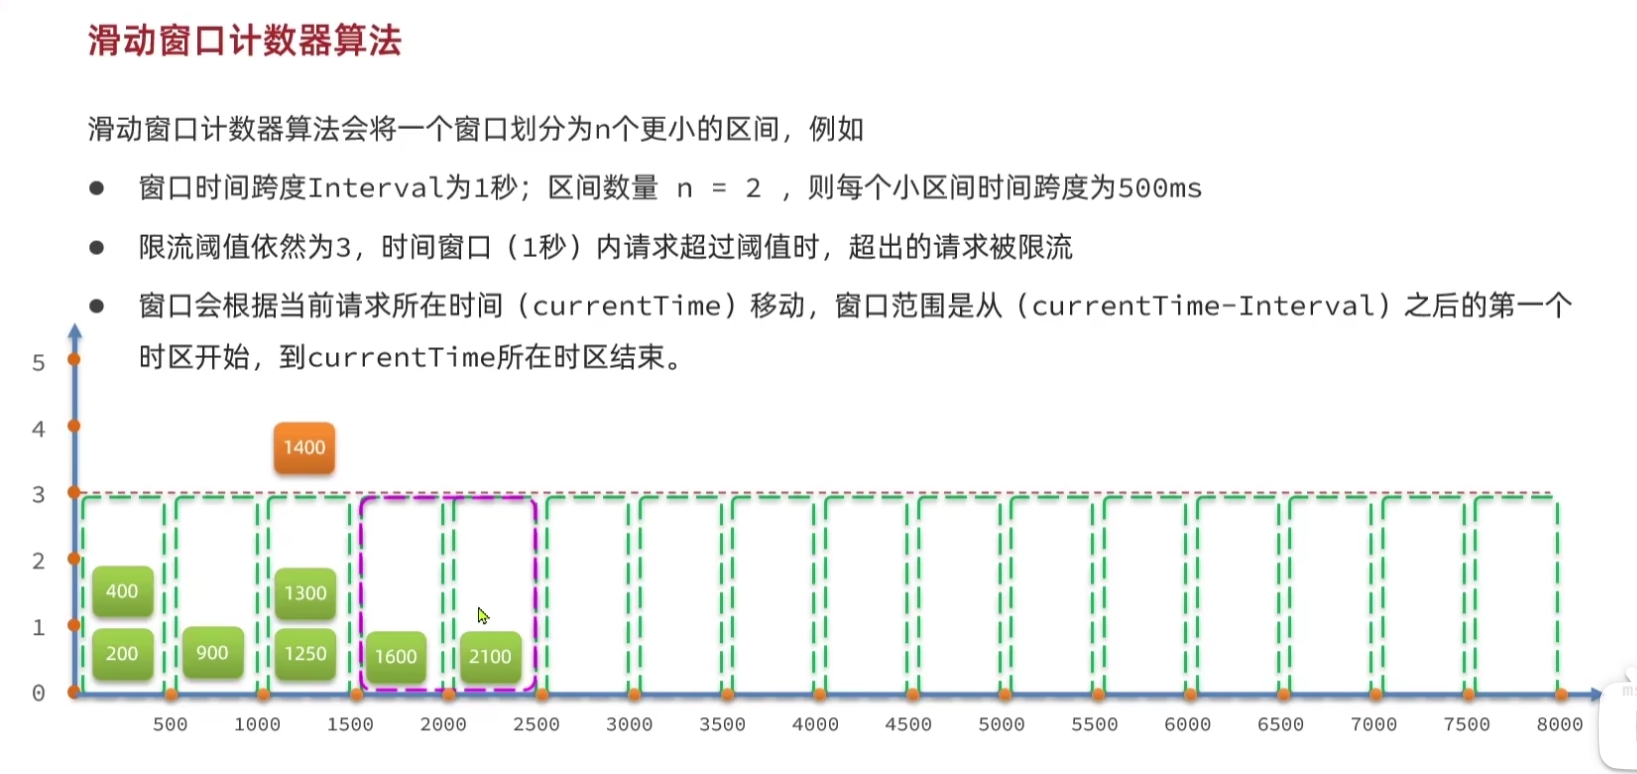 滑动窗口计数器算法
滑动窗口计数器算法会将一个窗口划分为n个更小的区间，例如
● 窗口时间跨度Interval为1秒；区间数量 n = 2 ，则每个小区间时间跨度为500ms
● 限流阈值依然为3，时间窗口（1秒）内请求超过阈值时，超出的请求被限流
● 窗口会根据当前请求所在时间（currentTime）移动，窗口范围是从（currentTime-Interval）之后的第一个
时区开始，到currentTime所在时区结束。
5
4
1400
3
2
400
1300
1
200
900
1250
1600
2100
0
500 1000 1500 2000 2500 3000 3500 4000 4500 5000 5500 6000 6500 7000 7500 8000